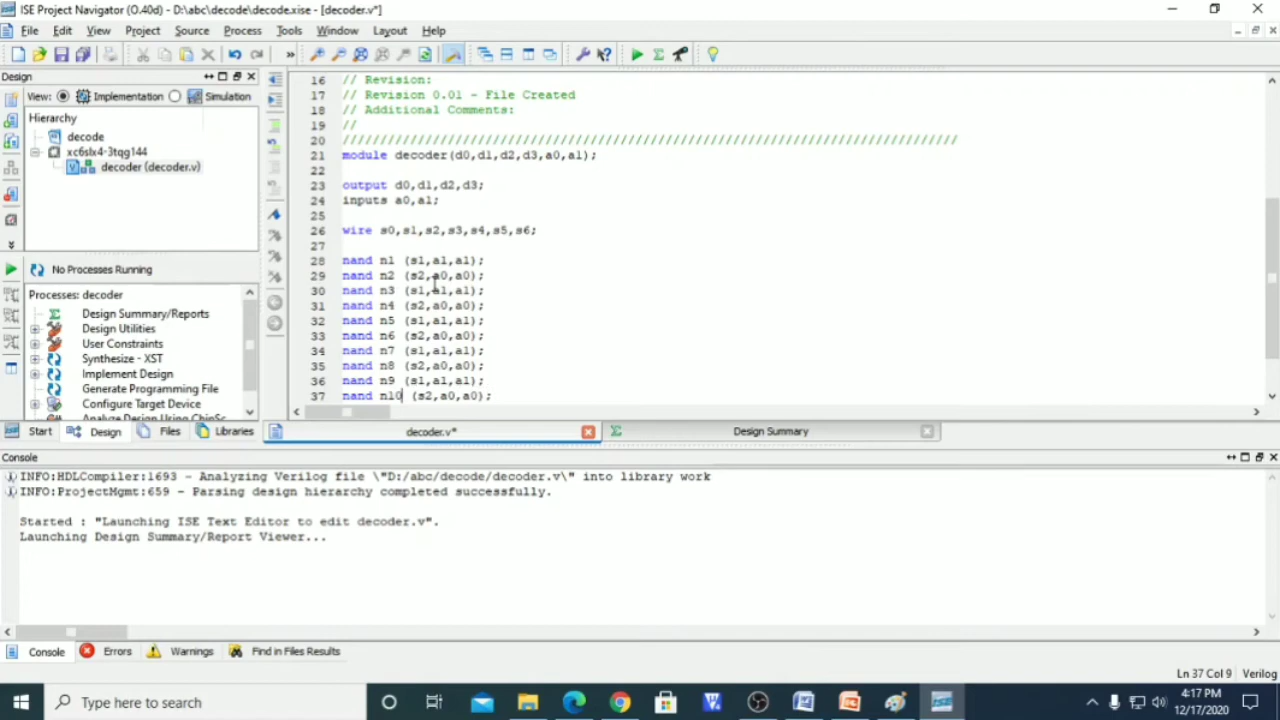 ISE Project Navigator (O.40d) - D:\abc\decode\decode.xise - [decoder.v*]
File Edit View Project Source Process Tools Window Layout Help
Design
View: Implementation Simulation
Hierarchy
decode
xc6slx4-3tqg144
decoder (decoder.v)
No Processes Running
Processes: decoder
Design Summary/Reports
Design Utilities
User Constraints
Synthesize - XST
Implement Design
Generate Programming File
Configure Target Device
Analyze Design Using ChipSc
16 // Revision:
17 // Revision 0.01 - File Created
18 // Additional Comments:
19 //
20 //////////////////////////////////////////////////////////////////////////////////
21 module decoder(d0,d1,d2,d3,a0,a1);
22
23 output d0,d1,d2,d3;
24 inputs a0,a1;
25
26 wire s0,s1,s2,s3,s4,s5,s6;
27
28 nand n1 (s1,a1,a1);
29 nand n2 (s2,a0,a0);
30 nand n3 (s1,a1,a1);
31 nand n4 (s2,a0,a0);
32 nand n5 (s1,a1,a1);
33 nand n6 (s2,a0,a0);
34 nand n7 (s1,a1,a1);
35 nand n8 (s2,a0,a0);
36 nand n9 (s1,a1,a1);
37 nand n10 (s2,a0,a0);
Start Design Files Libraries decoder.v* Design Summary
Console
INFO:HDLCompiler:1693 - Analyzing Verilog file \"D:/abc/decode/decoder.v\" into library work
INFO:ProjectMgmt:659 - Parsing design hierarchy completed successfully.
Started : "Launching ISE Text Editor to edit decoder.v".
Launching Design Summary/Report Viewer...
Console Errors Warnings Find in Files Results
Ln 37 Col 9 Verilog
Type here to search
4:17 PM
12/17/2020